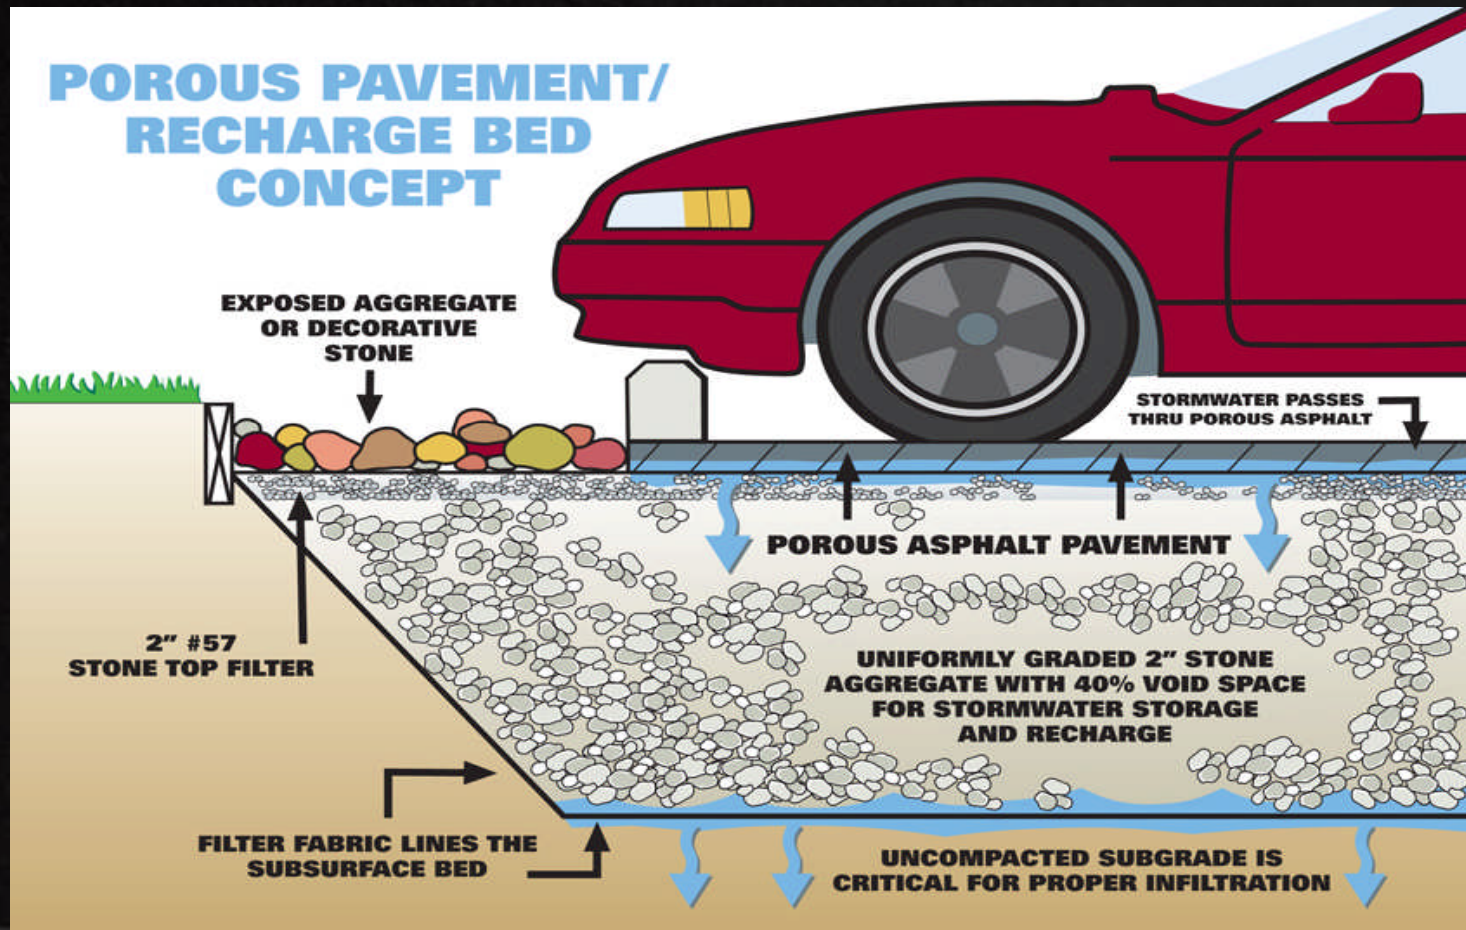 POROUS PAVEMENT/
RECHARGE BED
CONCEPT
EXPOSED AGGREGATE
OR DECORATIVE
STONE
STORMWATER PASSES
THRU POROUS ASPHALT
POROUS ASPHALT PAVEMENT
2” #57
STONE TOP FILTER
UNIFORMLY GRADED 2” STONE
AGGREGATE WITH 40% VOID SPACE
FOR STORMWATER STORAGE
AND RECHARGE
FILTER FABRIC LINES THE
SUBSURFACE BED
UNCOMPACTED SUBGRADE IS
CRITICAL FOR PROPER INFILTRATION